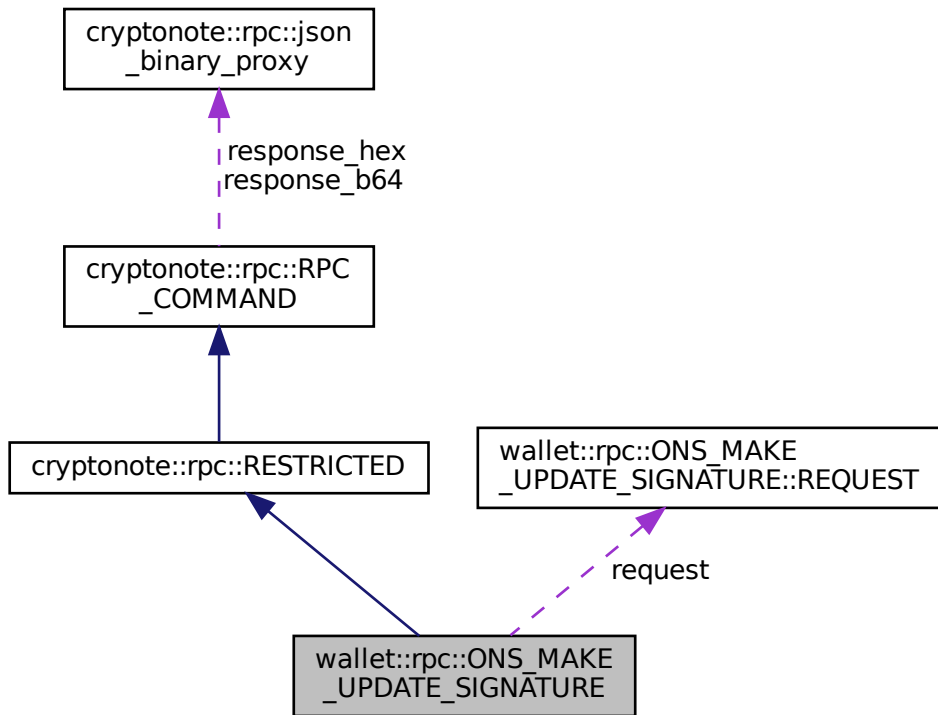 cryptonote::rpc::json
_binary_proxy
response_hex
response_b64
cryptonote::rpc::RPC
_COMMAND
cryptonote::rpc::RESTRICTED
wallet::rpc::ONS_MAKE
_UPDATE_SIGNATURE::REQUEST
request
wallet::rpc::ONS_MAKE
_UPDATE_SIGNATURE